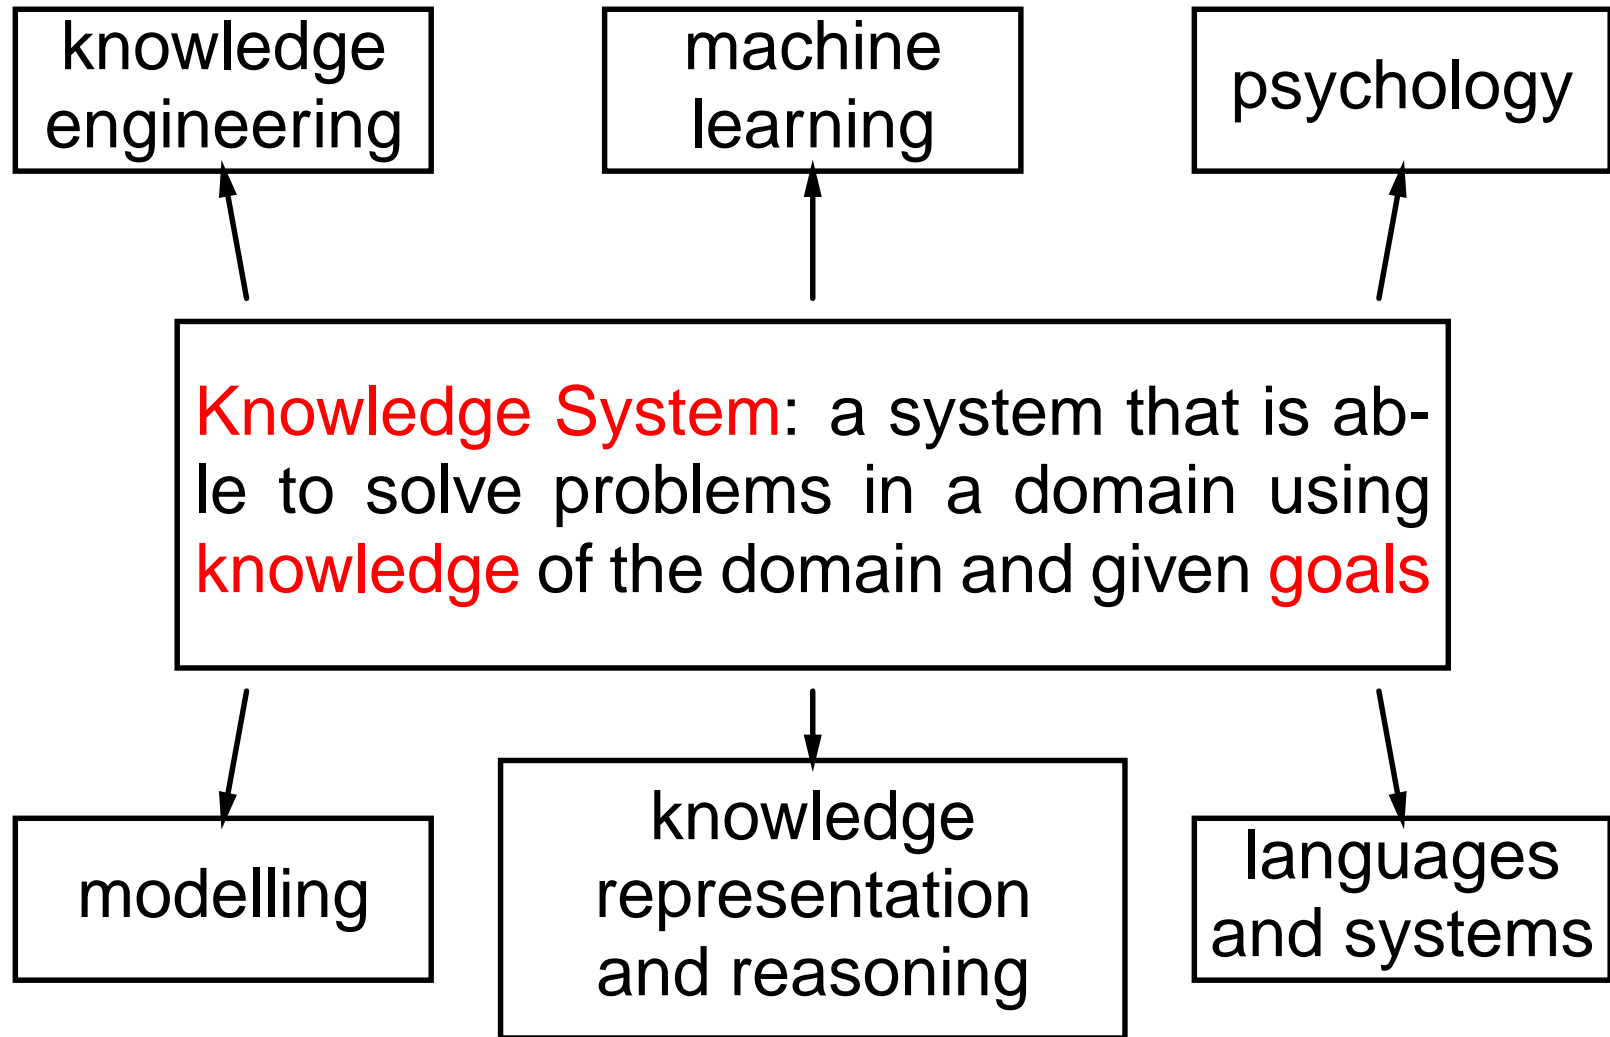 knowledge
engineering
machine
learning
psychology
Knowledge System: a system that is ab-
le to solve problems in a domain using
knowledge of the domain and given goals
modelling
knowledge
representation
and reasoning
languages
and systems